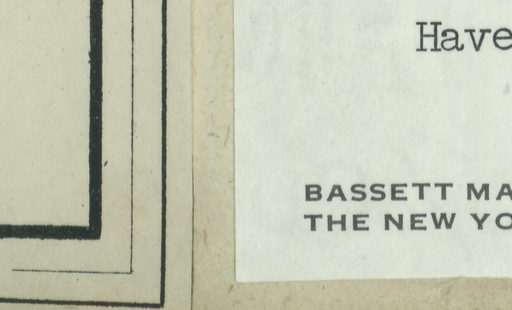 Have
BASSETT MA
THE NEW YO